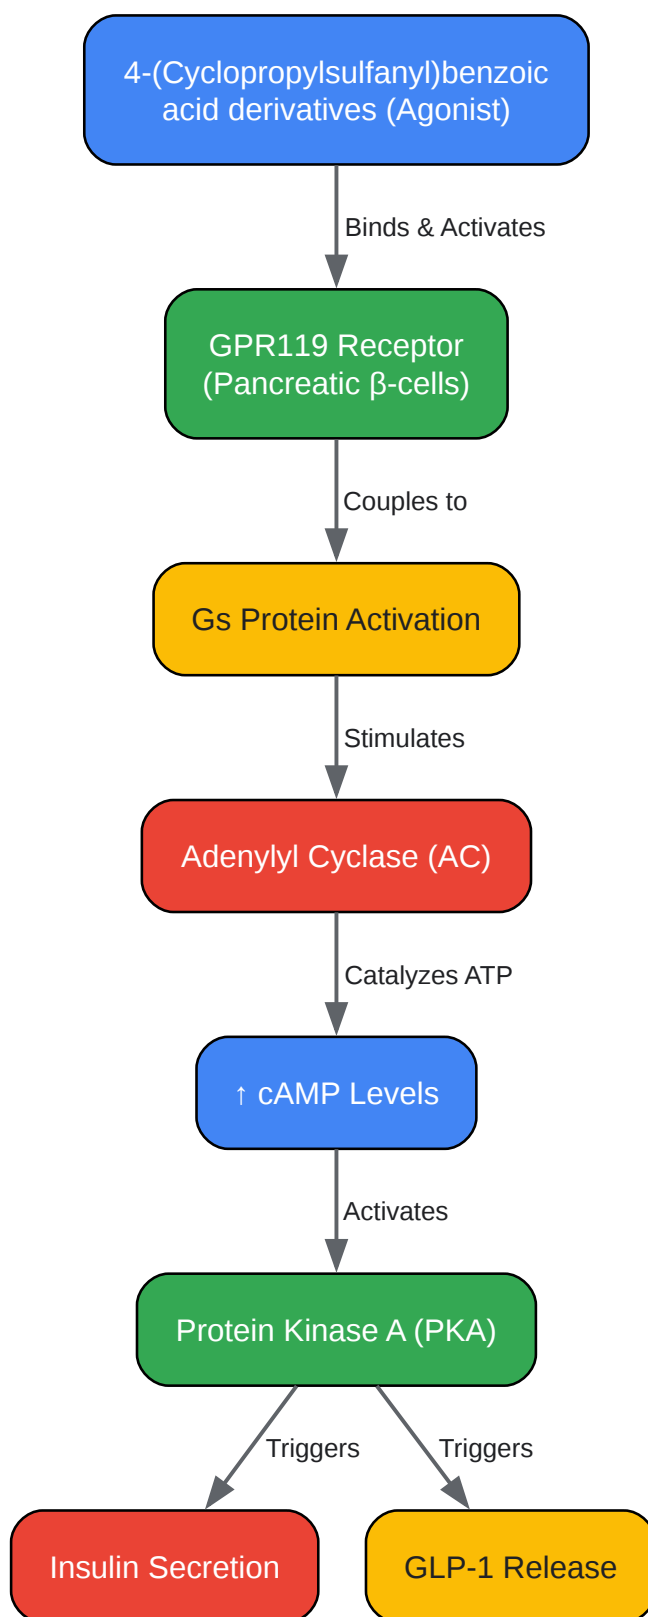 4-(Cyclopropylsulfanyl)benzoic
acid derivatives (Agonist)
Binds & Activates
GPR119 Receptor
(Pancreatic β-cells)
Couples to
Gs Protein Activation
Stimulates
Adenylyl Cyclase (AC)
Catalyzes ATP
↑ cAMP Levels
Activates
Protein Kinase A (PKA)
Triggers
Triggers
Insulin Secretion
GLP-1 Release